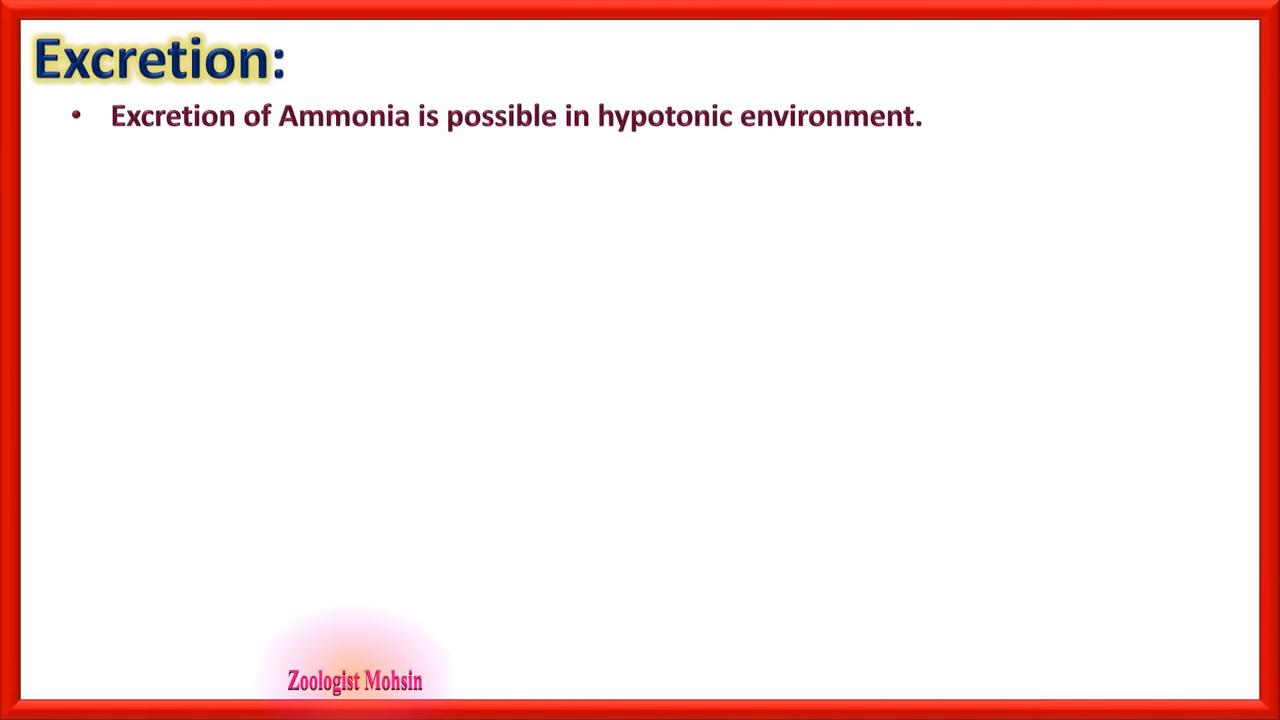 Excretion:
• Excretion of Ammonia is possible in hypotonic environment.
Zoologist Mohsin